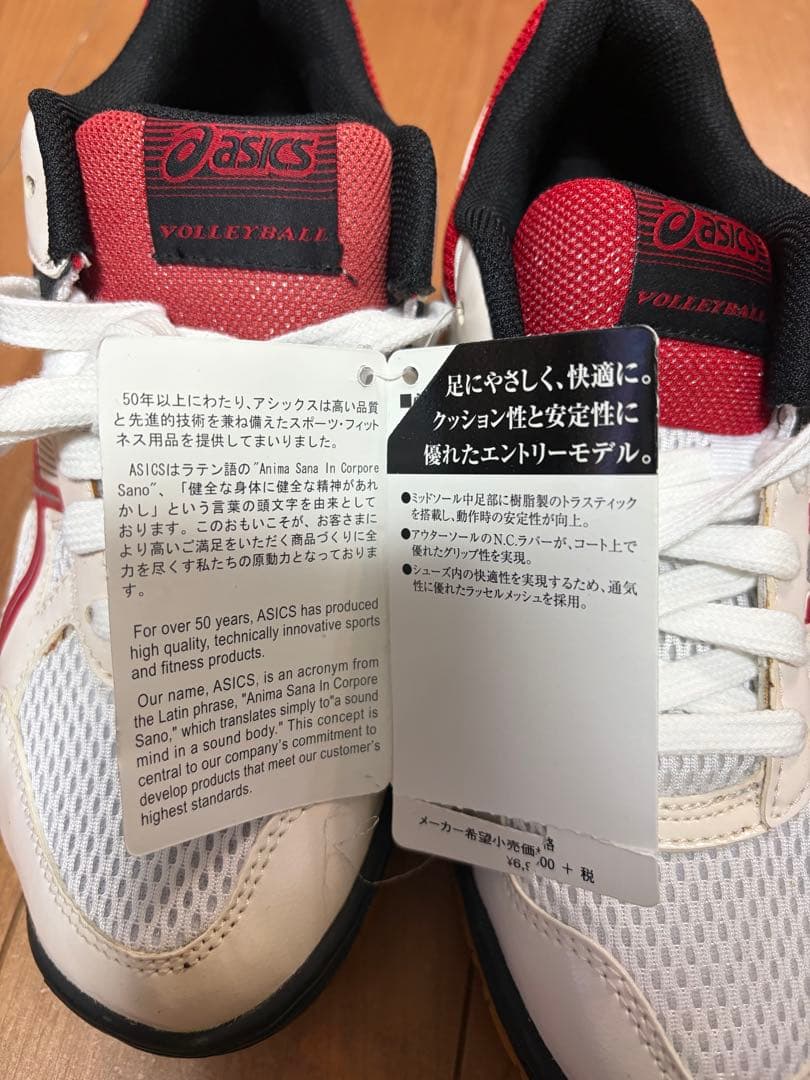 asics
VOLLEYBALL
asics
VOLLEYBALL
50年以上にわたり、アシックスは高い品質
と先進的技術を兼ね備えたスポーツ・フィット
ネス用品を提供してまいりました。
ASICSはラテン語の"Anima Sana In Corpore
Sano"、「健全な身体に健全な精神があれ
かし」という言葉の頭文字を由来として
おります。このおもいこそが、お客さまに
より高いご満足をいただく商品づくりに全
力を尽くす私たちの原動力となっておりま
す。
For over 50 years, ASICS has produced
high quality, technically innovative sports
and fitness products.
Our name, ASICS, is an acronym from
the Latin phrase, "Anima Sana In Corpore
Sano," which translates simply to"a sound
mind in a sound body." This concept is
central to our company's commitment to
develop products that meet our customer's
highest standards.
足にやさしく、快適に。
クッション性と安定性に
優れたエントリーモデル。
●ミッドソール中足部に樹脂製のトラスティック
を搭載し、動作時の安定性が向上。
●アウターソールのN.C.ラバーが、コート上で
優れたグリップ性を実現。
●シューズ内の快適性を実現するため、通気
性に優れたラッセルメッシュを採用。
メーカー希望小売価格
00 + 税